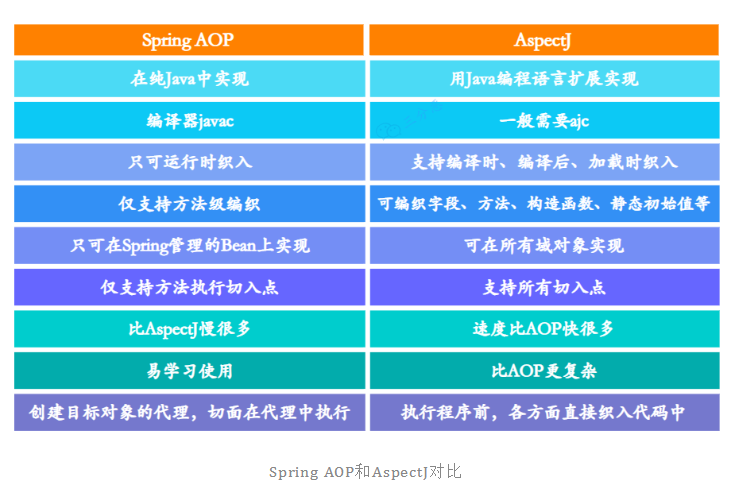 Spring AOP AspectJ
在纯Java中实现 用Java编程语言扩展实现
编译器javac 一般需要ajc
只可运行时织入 支持编译时、编译后、加载时织入
仅支持方法级编织 可编织字段、方法、构造函数、静态初始值等
只可在Spring管理的Bean上实现 可在所有域对象实现
仅支持方法执行切入点 支持所有切入点
比AspectJ慢很多 速度比AOP快很多
易学习使用 比AOP更复杂
创建目标对象的代理，切面在代理中执行 执行程序前，各方面直接织入代码中
Spring AOP和AspectJ对比